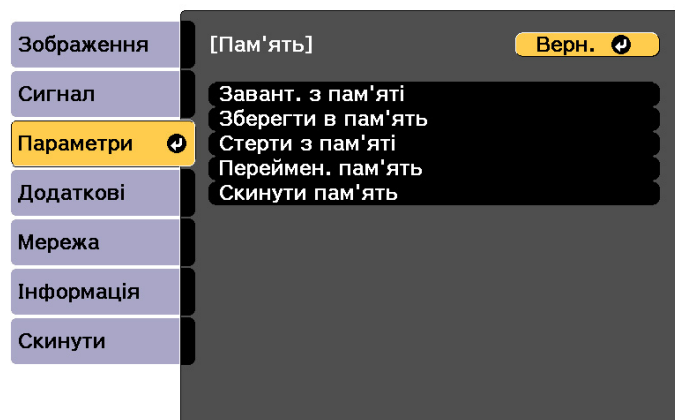 Зображення
Сигнал
Параметри
Додаткові
Мережа
Інформація
Скинути
[Пам'ять]
Верн.
Завант. з пам'яті
Зберегти в пам'ять
Стерти з пам'яті
Переймен. пам'ять
Скинути пам'ять